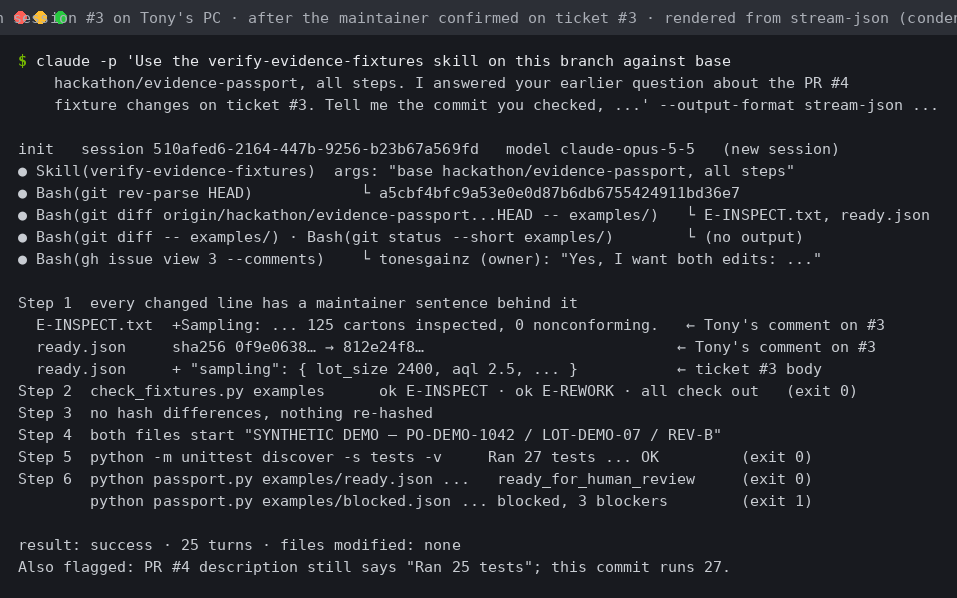 #3 on Tony's PC · after the maintainer confirmed on ticket #3 · rendered from stream-json
$ claude -p 'Use the verify-evidence-fixtures skill on this branch against base
hackathon/evidence-passport, all steps. I answered your earlier question about the PR #4
fixture changes on ticket #3. Tell me the commit you checked, ...' --output-format stream-json ...
init   session 510afed6-2164-447b-9256-b23b67a569fd   model claude-opus-5-5   (new session)
● Skill(verify-evidence-fixtures)  args: "base hackathon/evidence-passport, all steps"
● Bash(git rev-parse HEAD)            └ a5cbf4bfc9a53e0e0d87b6db6755424911bd36e7
● Bash(git diff origin/hackathon/evidence-passport...HEAD -- examples/)   └ E-INSPECT.txt, ready.json
● Bash(git diff -- examples/) · Bash(git status --short examples/)        └ (no output)
● Bash(gh issue view 3 --comments)    └ tonesgainz (owner): "Yes, I want both edits: ..."
Step 1  every changed line has a maintainer sentence behind it
E-INSPECT.txt  +Sampling: ... 125 cartons inspected, 0 nonconforming.   ← Tony's comment on #3
ready.json     sha256 0f9e0638… → 812e24f8…                            ← Tony's comment on #3
ready.json     + "sampling": { lot_size 2400, aql 2.5, ... }           ← ticket #3 body
Step 2  check_fixtures.py examples      ok E-INSPECT · ok E-REWORK · all check out   (exit 0)
Step 3  no hash differences, nothing re-hashed
Step 4  both files start "SYNTHETIC DEMO — PO-DEMO-1042 / LOT-DEMO-07 / REV-B"
Step 5  python -m unittest discover -s tests -v     Ran 27 tests ... OK         (exit 0)
Step 6  python passport.py examples/ready.json ...   ready_for_human_review     (exit 0)
python passport.py examples/blocked.json ... blocked, 3 blockers        (exit 1)
result: success · 25 turns · files modified: none
Also flagged: PR #4 description still says "Ran 25 tests"; this commit runs 27.